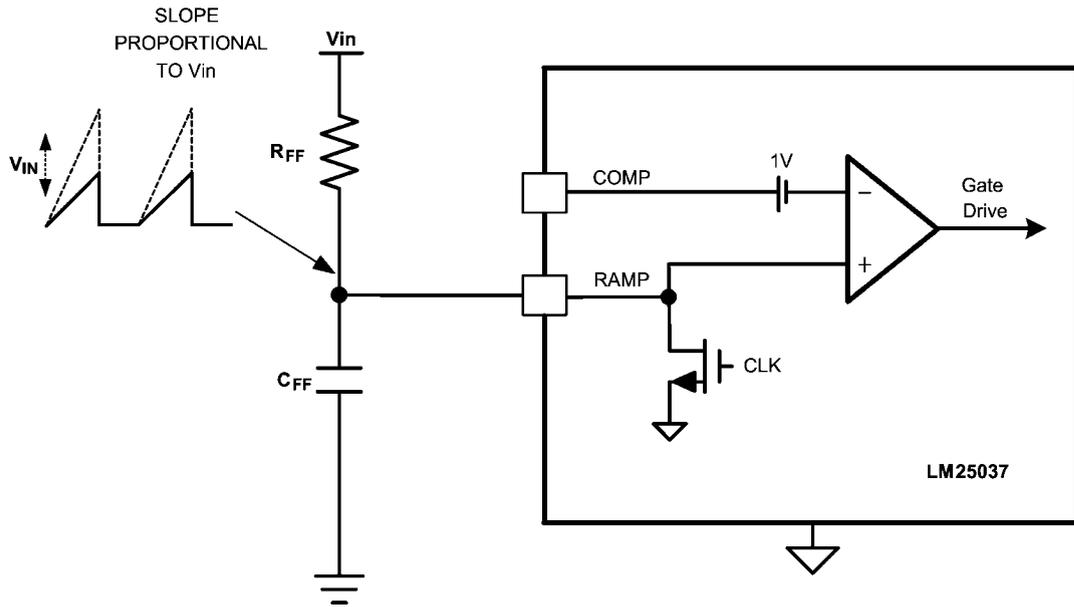 SLOPE
PROPORTIONAL
TO Vin
Vin
VIN
RFF
1V
COMP
−
Gate
Drive
+
RAMP
CFF
CLK
LM25037